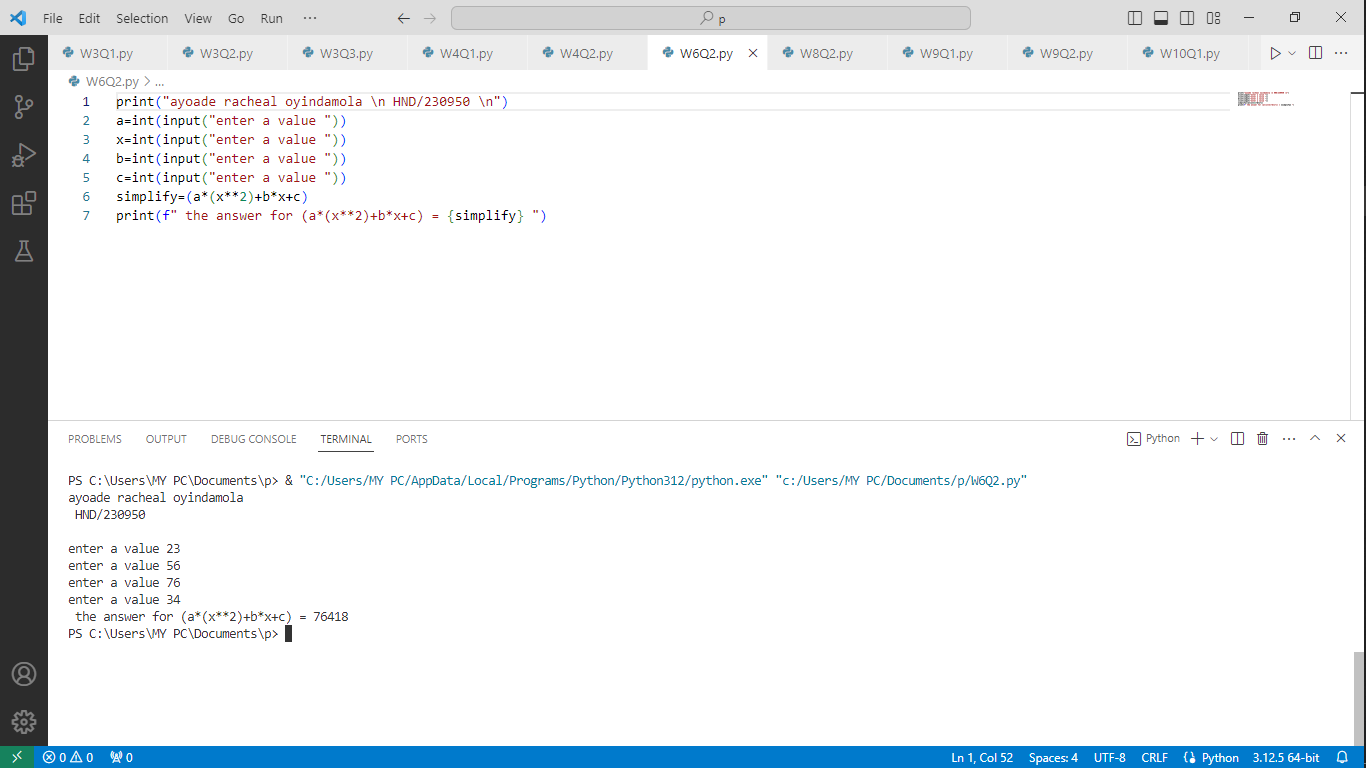 File Edit Selection View Go Run ··· p
W3Q1.py W3Q2.py W3Q3.py W4Q1.py W4Q2.py W6Q2.py W8Q2.py W9Q1.py W9Q2.py W10Q1.py
W6Q2.py > ...
1 print("ayoade racheal oyindamola \n HND/230950 \n")
2 a=int(input("enter a value "))
3 x=int(input("enter a value "))
4 b=int(input("enter a value "))
5 c=int(input("enter a value "))
6 simplify=(a*(x**2)+b*x+c)
7 print(f" the answer for (a*(x**2)+b*x+c) = {simplify} ")
PROBLEMS OUTPUT DEBUG CONSOLE TERMINAL PORTS Python
PS C:\Users\MY PC\Documents\p> & "C:/Users/MY PC/AppData/Local/Programs/Python/Python312/python.exe" "c:/Users/MY PC/Documents/p/W6Q2.py"
ayoade racheal oyindamola
 HND/230950
enter a value 23
enter a value 56
enter a value 76
enter a value 34
 the answer for (a*(x**2)+b*x+c) = 76418
PS C:\Users\MY PC\Documents\p>
0 0 0 Ln 1, Col 52 Spaces: 4 UTF-8 CRLF Python 3.12.5 64-bit